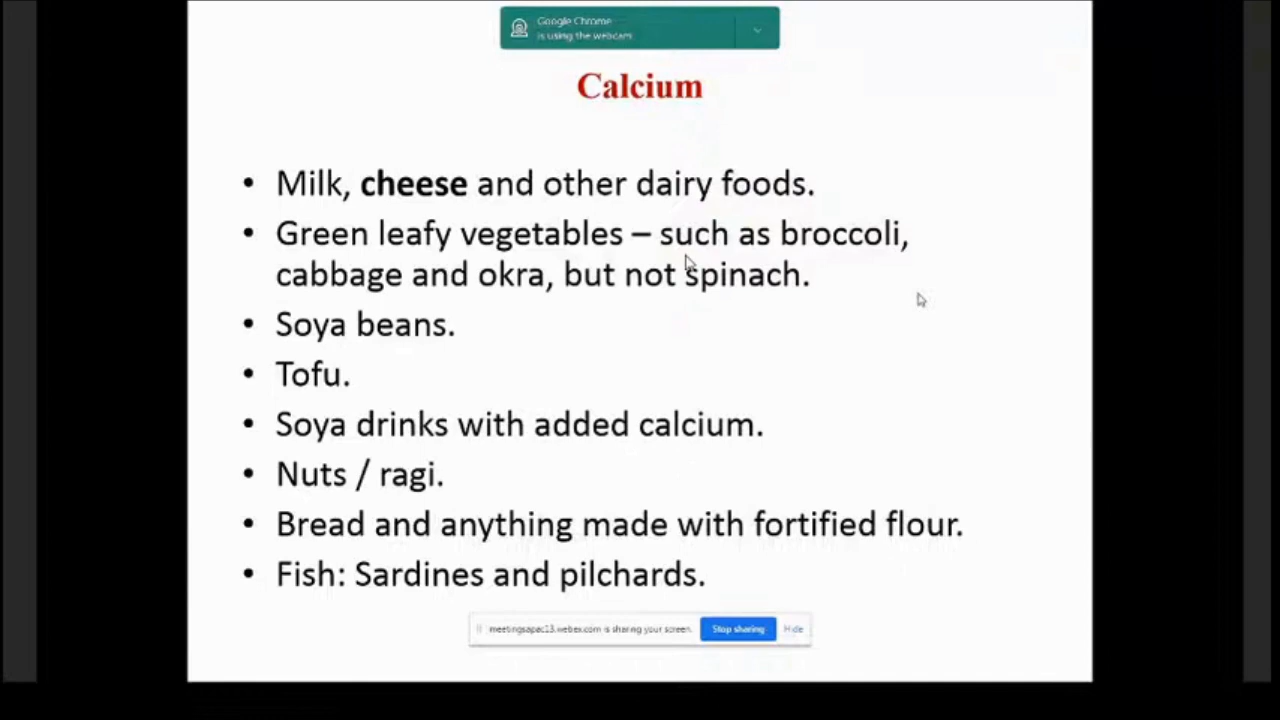 Google Chrome
is using the webcam
Calcium
• Milk, cheese and other dairy foods.
• Green leafy vegetables – such as broccoli,
cabbage and okra, but not spinach.
• Soya beans.
• Tofu.
• Soya drinks with added calcium.
• Nuts / ragi.
• Bread and anything made with fortified flour.
• Fish: Sardines and pilchards.
meetingsapac13.webex.com is sharing your screen. Stop sharing Hide